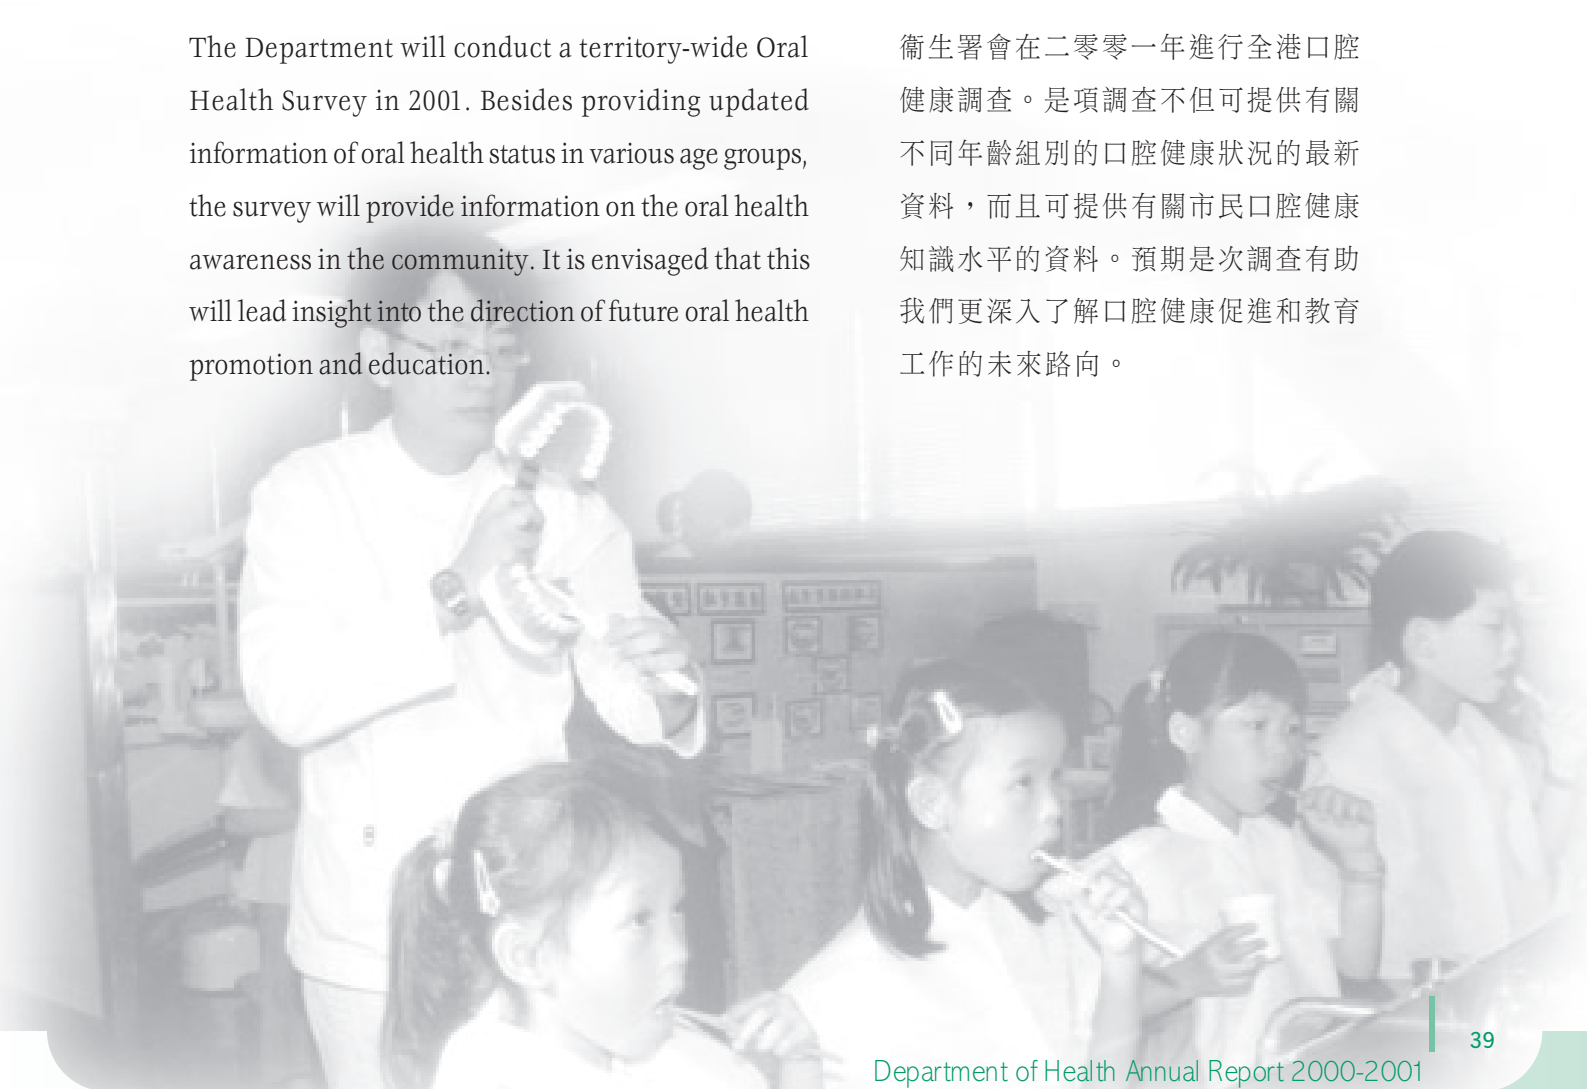 The Department will conduct a territory-wide Oral
Health Survey in 2001. Besides providing updated
information of oral health status in various age groups,
the survey will provide information on the oral health
awareness in the community. It is envisaged that this
will lead insight into the direction of future oral health
promotion and education.
衞生署會在二零零一年進行全港口腔
健康調查。是項調查不但可提供有關
不同年齡組別的口腔健康狀況的最新
資料，而且可提供有關市民口腔健康
知識水平的資料。預期是次調查有助
我們更深入了解口腔健康促進和教育
工作的未來路向。
39
Department of Health Annual Report 2000-2001